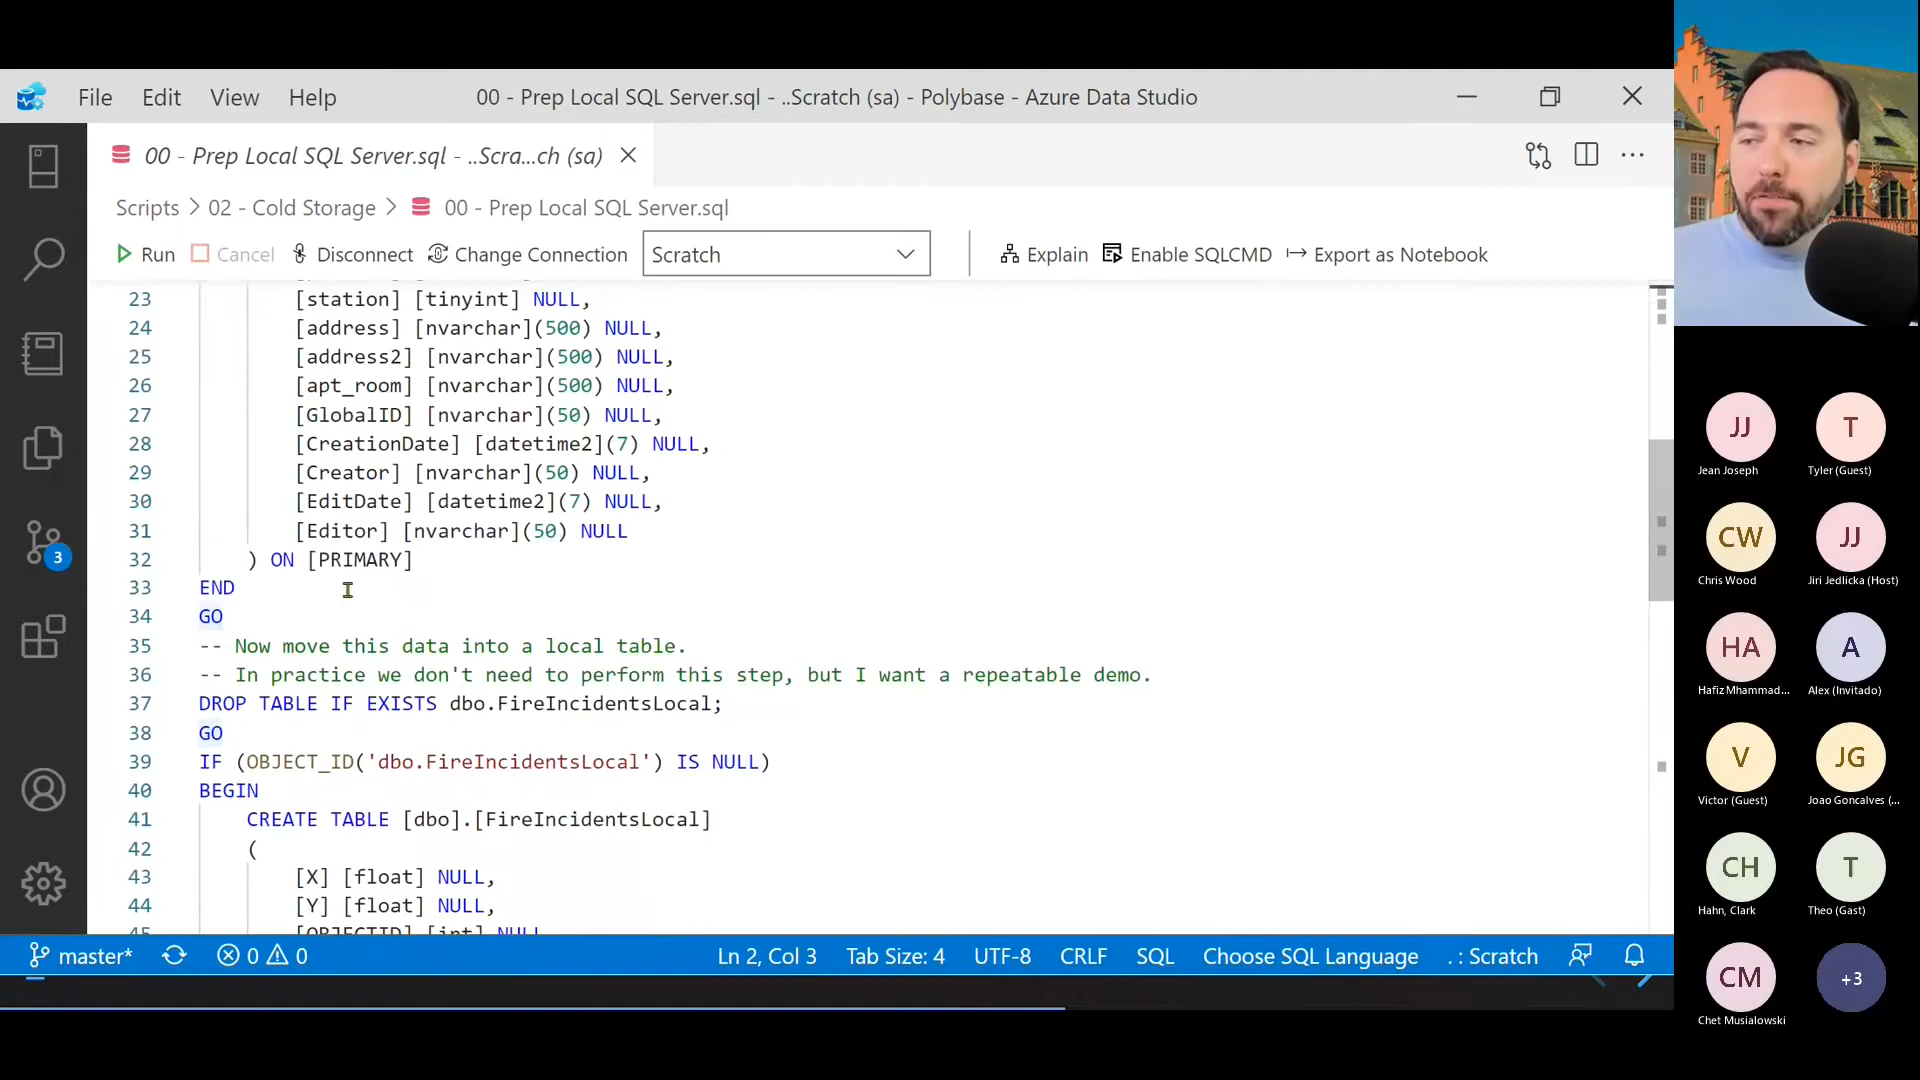 File Edit View Help 00 - Prep Local SQL Server.sql - ..Scratch (sa) - Polybase - Azure Data Studio
00 - Prep Local SQL Server.sql - ..Scra...ch (sa)
Scripts > 02 - Cold Storage > 00 - Prep Local SQL Server.sql
Run Cancel Disconnect Change Connection Scratch Explain Enable SQLCMD Export as Notebook
23 [station] [tinyint] NULL,
24 [address] [nvarchar](500) NULL,
25 [address2] [nvarchar](500) NULL,
26 [apt_room] [nvarchar](500) NULL,
27 [GlobalID] [nvarchar](50) NULL,
28 [CreationDate] [datetime2](7) NULL,
29 [Creator] [nvarchar](50) NULL,
30 [EditDate] [datetime2](7) NULL,
31 [Editor] [nvarchar](50) NULL
32 ) ON [PRIMARY]
33 END
34 GO
35 -- Now move this data into a local table.
36 -- In practice we don't need to perform this step, but I want a repeatable demo.
37 DROP TABLE IF EXISTS dbo.FireIncidentsLocal;
38 GO
39 IF (OBJECT_ID('dbo.FireIncidentsLocal') IS NULL)
40 BEGIN
41 CREATE TABLE [dbo].[FireIncidentsLocal]
42 (
43 [X] [float] NULL,
44 [Y] [float] NULL,
45 [OBJECTID] [int] NULL
3
master* 0 0 Ln 2, Col 3 Tab Size: 4 UTF-8 CRLF SQL Choose SQL Language . : Scratch
JJ T
Jean Joseph Tyler (Guest)
CW JJ
Chris Wood Jiri Jedlicka (Host)
HA A
Hafiz Mhammad... Alex (Invitado)
V JG
Victor (Guest) Joao Goncalves (...
CH T
Hahn, Clark Theo (Gast)
CM +3
Chet Musialowski